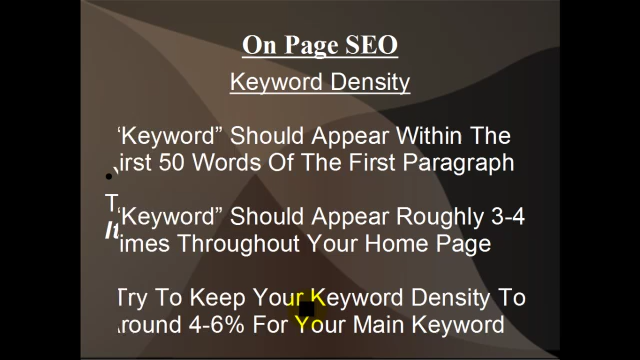 On Page SEO
Keyword Density
“Keyword” Should Appear Within The
irst 50 Words Of The First Paragraph
“Keyword” Should Appear Roughly 3-4
imes Throughout Your Home Page
Try To Keep Your Keyword Density To
round 4-6% For Your Main Keyword